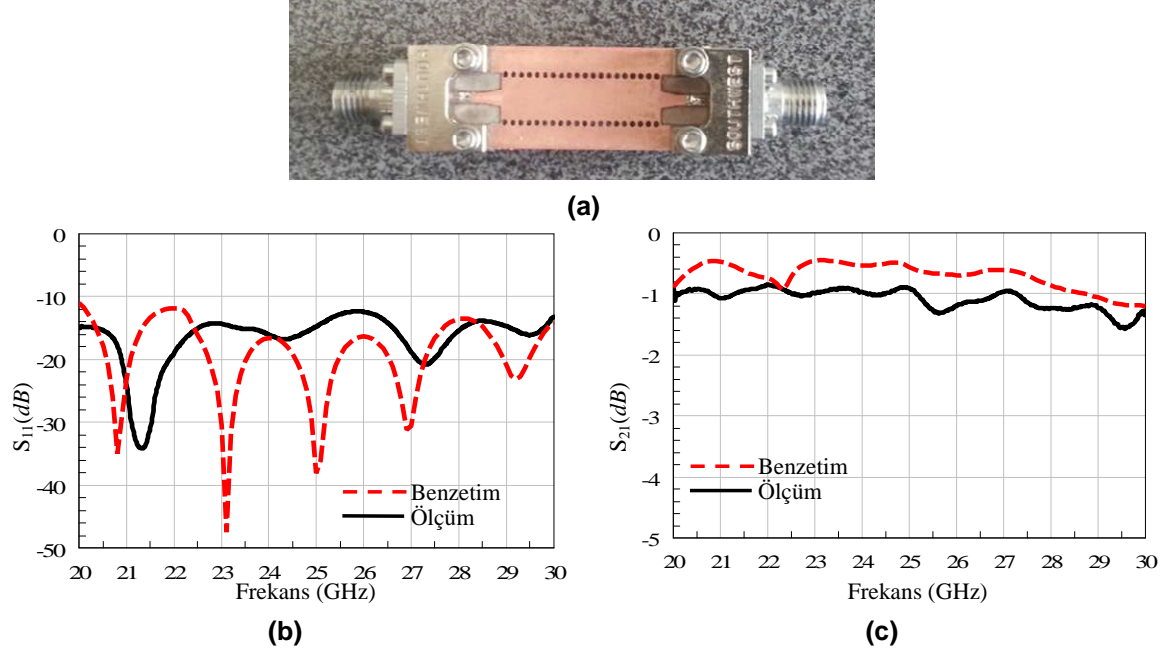 SOUTHWEST
(a)
0
-10
-20
-30
-40
-50
S11(dB)
Benzetim
Ölçüm
20 21 22 23 24 25 26 27 28 29 30
Frekans (GHz)
(b)
0
-1
-2
-3
-4
-5
S21(dB)
Benzetim
Ölçüm
20 21 22 23 24 25 26 27 28 29 30
Frekans (GHz)
(c)